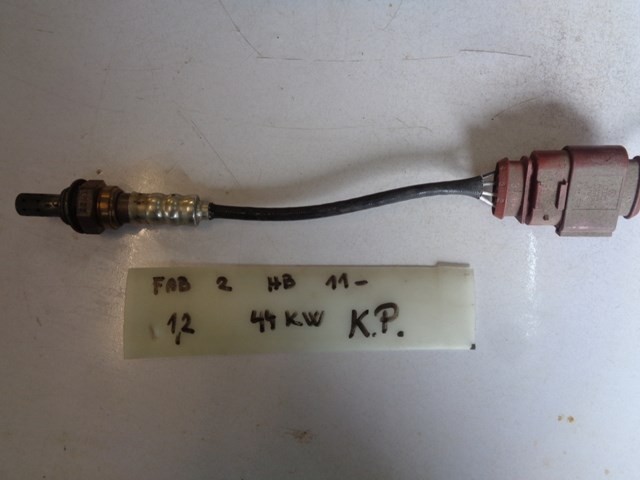 FAB 2 HB 11-
1,2 44 KW K.P.